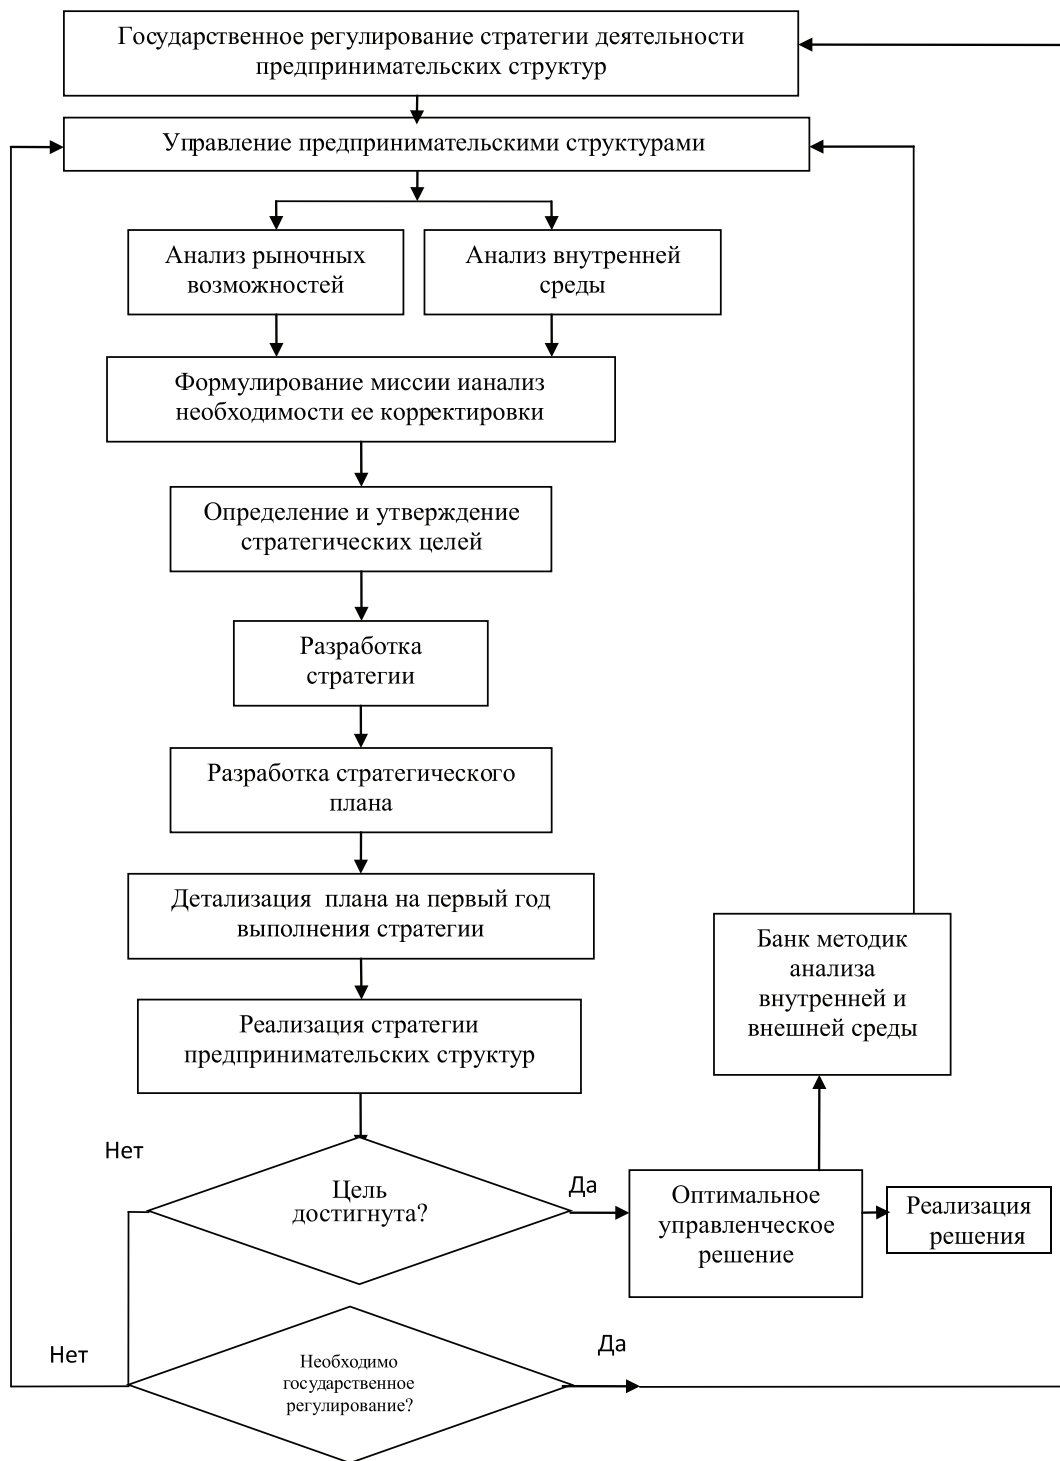 Государственное регулирование стратегии деятельности
предпринимательских структур
Управление предпринимательскими структурами
Анализ рыночных
возможностей
Анализ внутренней
среды
Формулирование миссии ианализ
необходимости ее корректировки
Определение и утверждение
стратегических целей
Разработка
стратегии
Разработка стратегического
плана
Детализация плана на первый год
выполнения стратегии
Банк методик
анализа
внутренней и
внешней среды
Реализация стратегии
предпринимательских структур
Нет
Цель
достигнута?
Да
Оптимальное
управленческое
решение
Реализация
решения
Нет
Необходимо
государственное
регулирование?
Да